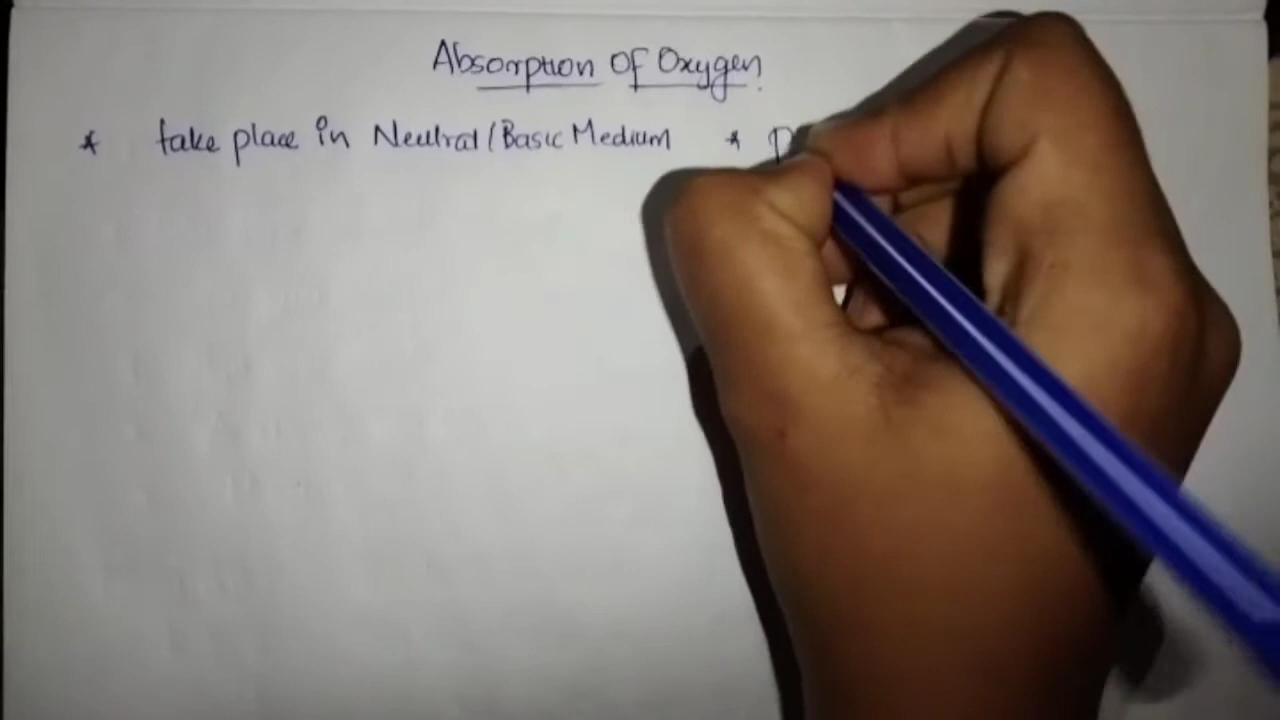 Absorption Of Oxygen
* take place in Neutral/Basic Medium *